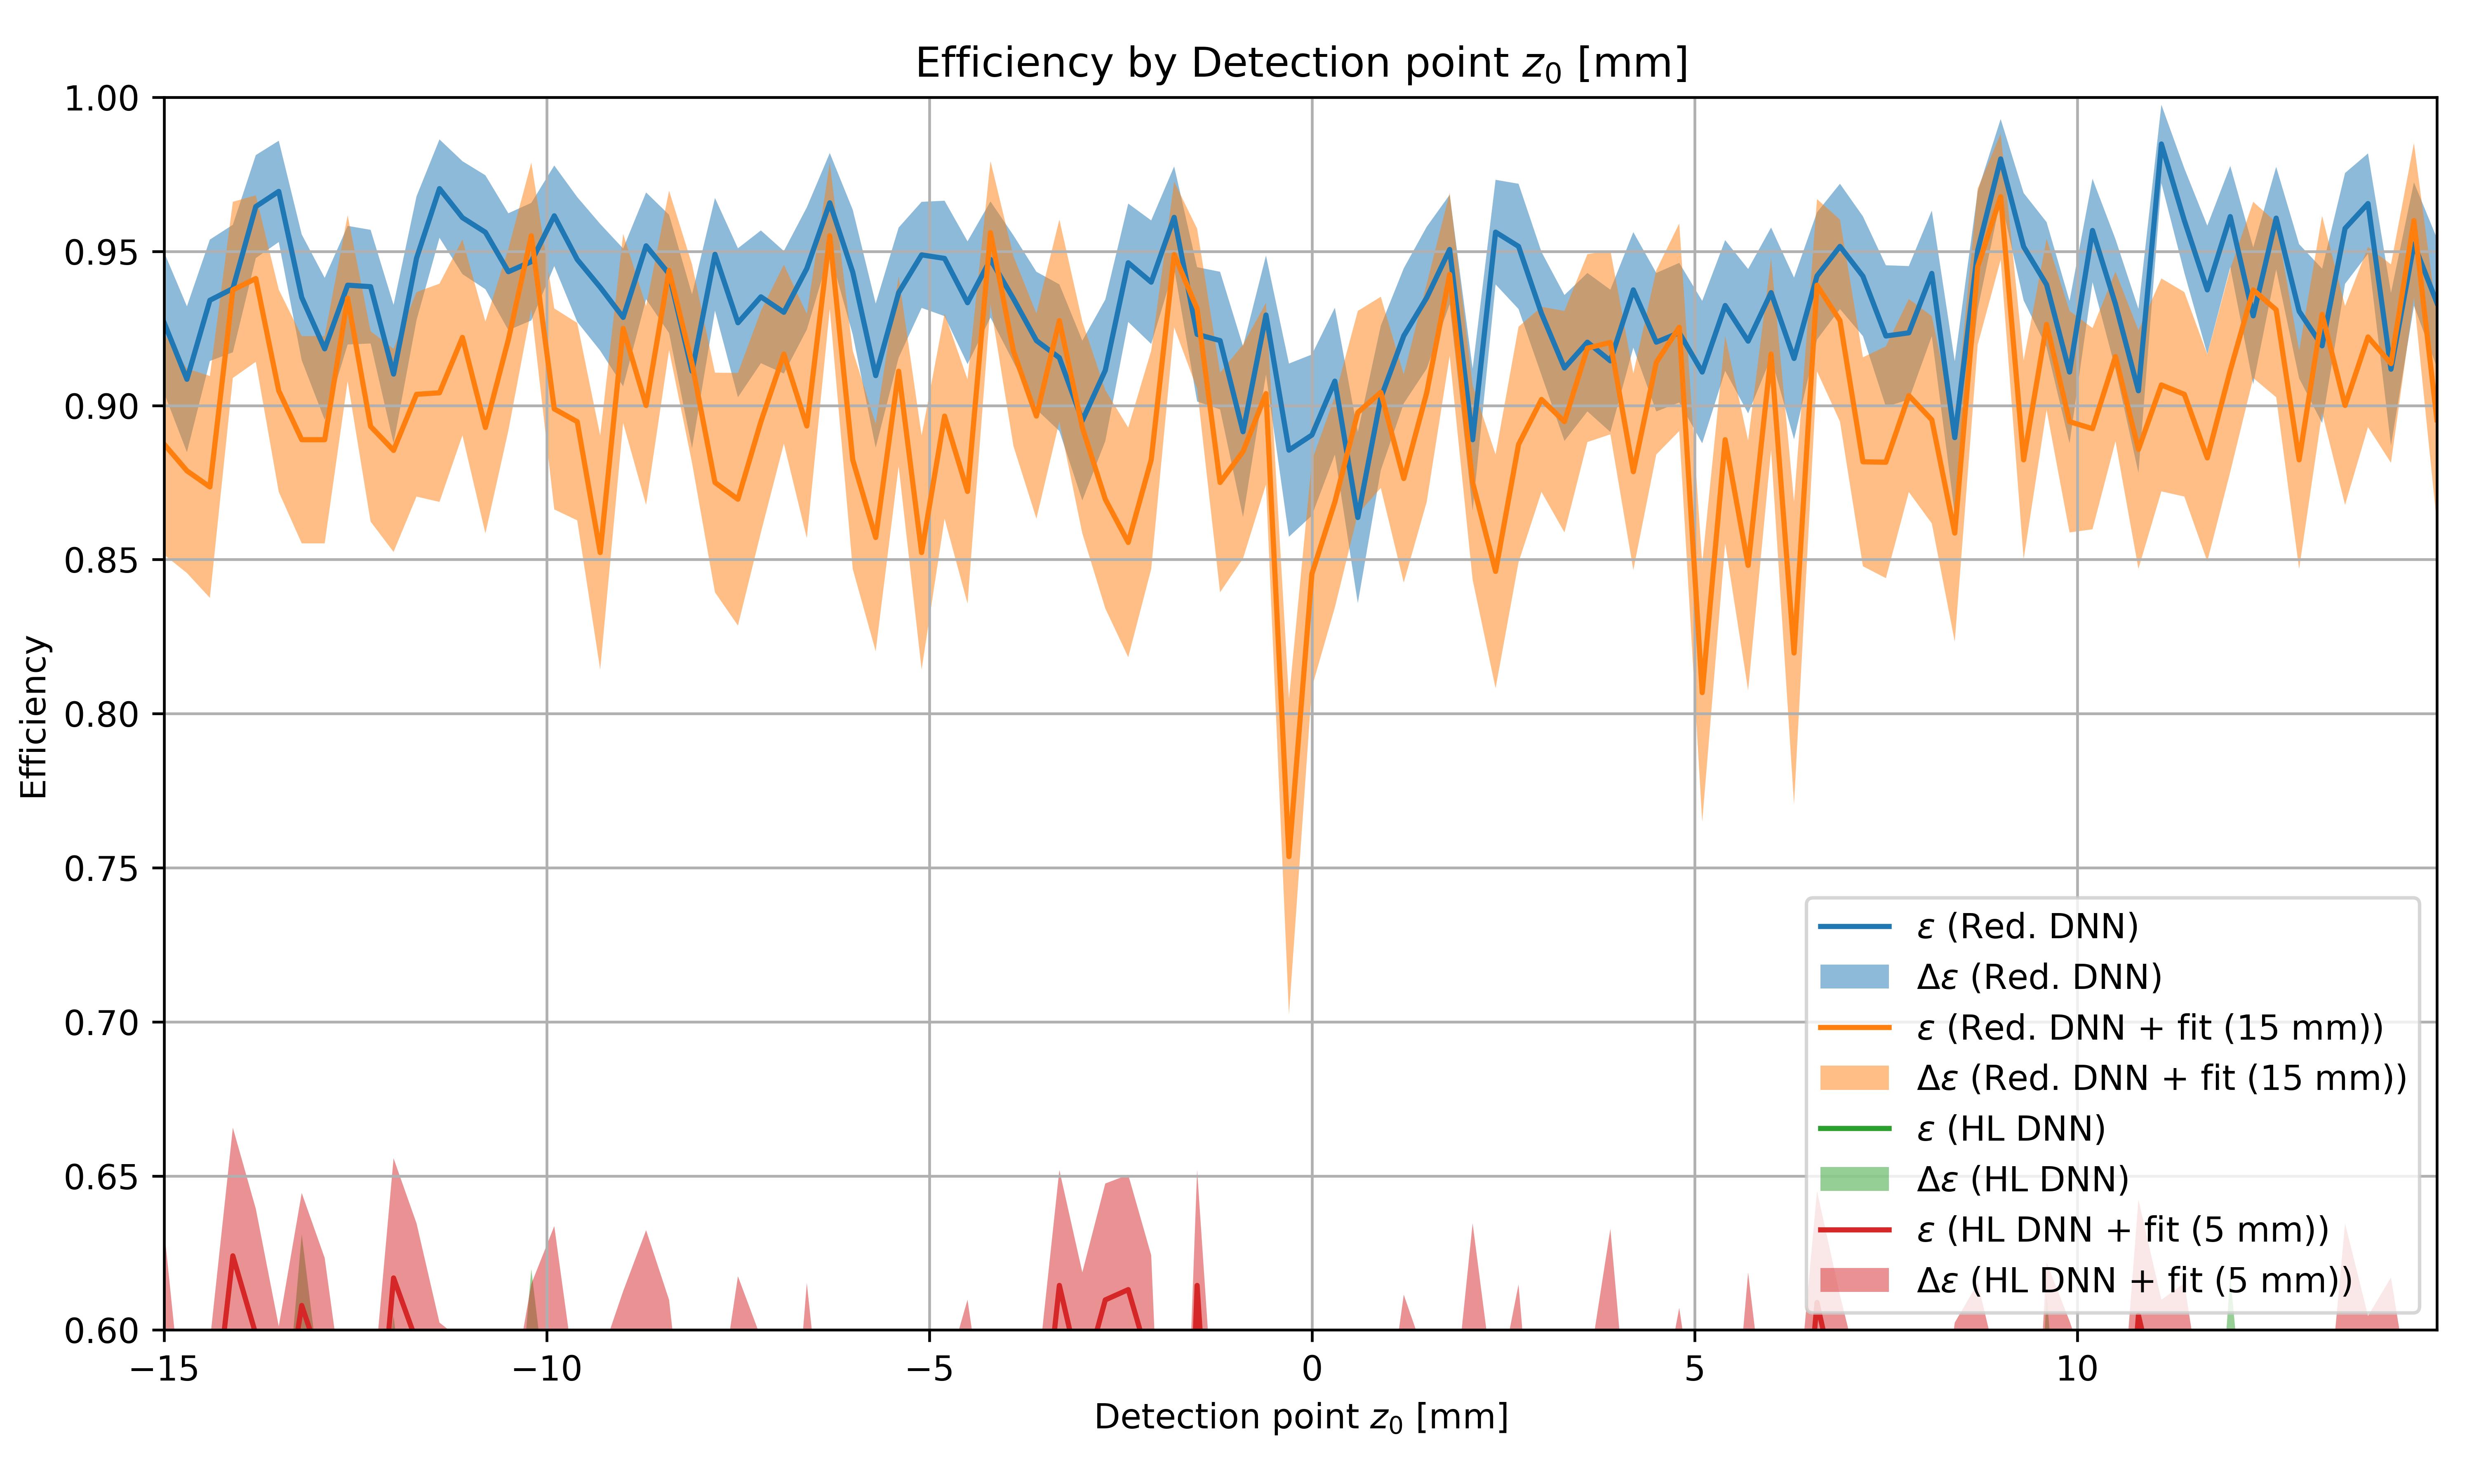 Efficiency by Detection point z₀ [mm]
1.00
0.95
0.90
0.85
0.80
0.75
0.70
0.65
0.60
Efficiency
ε (Red. DNN)
Δε (Red. DNN)
ε (Red. DNN + fit (15 mm))
Δε (Red. DNN + fit (15 mm))
ε (HL DNN)
Δε (HL DNN)
ε (HL DNN + fit (5 mm))
Δε (HL DNN + fit (5 mm))
−15 −10 −5 0 5 10
Detection point z₀ [mm]